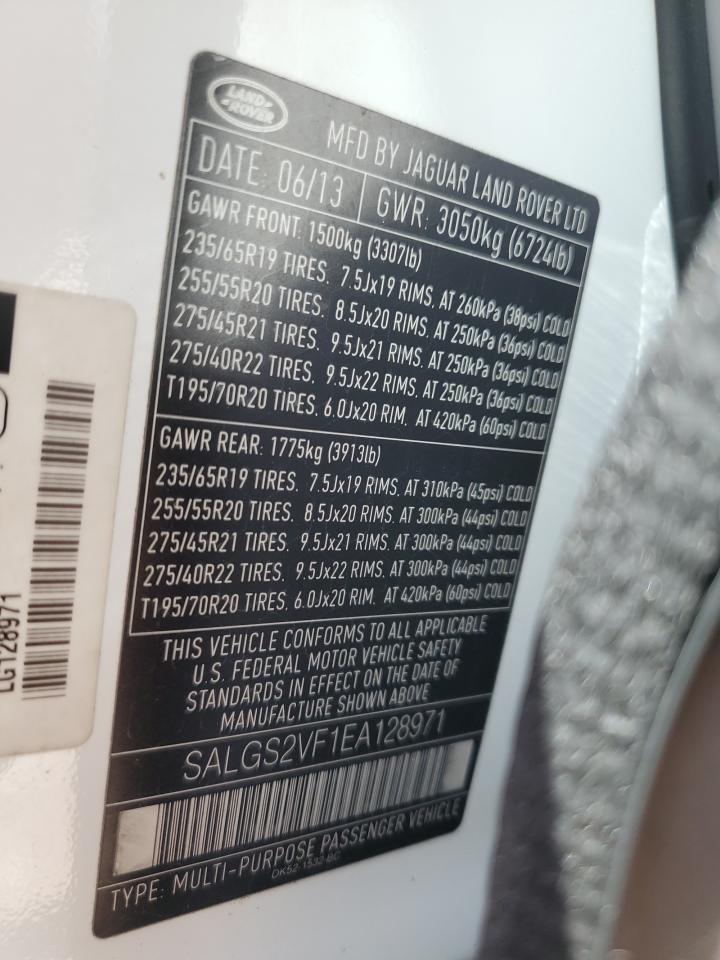 LAND
ROVER
MFD BY JAGUAR LAND ROVER LTD
DATE: 06/13
GWR: 3050kg (6724lb)
GAWR FRONT: 1500kg (3307lb)
235/65R19 TIRES. 7.5Jx19 RIMS. AT 260kPa (38psi) COLD
255/55R20 TIRES. 8.5Jx20 RIMS. AT 250kPa (36psi) COLD
275/45R21 TIRES. 9.5Jx21 RIMS. AT 250kPa (36psi) COLD
275/40R22 TIRES. 9.5Jx22 RIMS. AT 250kPa (36psi) COLD
T195/70R20 TIRES. 6.0Jx20 RIM. AT 420kPa (60psi) COLD
GAWR REAR: 1775kg (3913lb)
235/65R19 TIRES. 7.5Jx19 RIMS. AT 310kPa (45psi) COLD
255/55R20 TIRES. 8.5Jx20 RIMS. AT 300kPa (44psi) COLD
275/45R21 TIRES. 9.5Jx21 RIMS. AT 300kPa (44psi) COLD
275/40R22 TIRES. 9.5Jx22 RIMS. AT 300kPa (44psi) COLD
T195/70R20 TIRES. 6.0Jx20 RIM. AT 420kPa (60psi) COLD
THIS VEHICLE CONFORMS TO ALL APPLICABLE
U.S. FEDERAL MOTOR VEHICLE SAFETY
STANDARDS IN EFFECT ON THE DATE OF
MANUFACTURE SHOWN ABOVE
SALGS2VF1EA128971
TYPE: MULTI-PURPOSE PASSENGER VEHICLE
DK52-1532-BC
LG128971